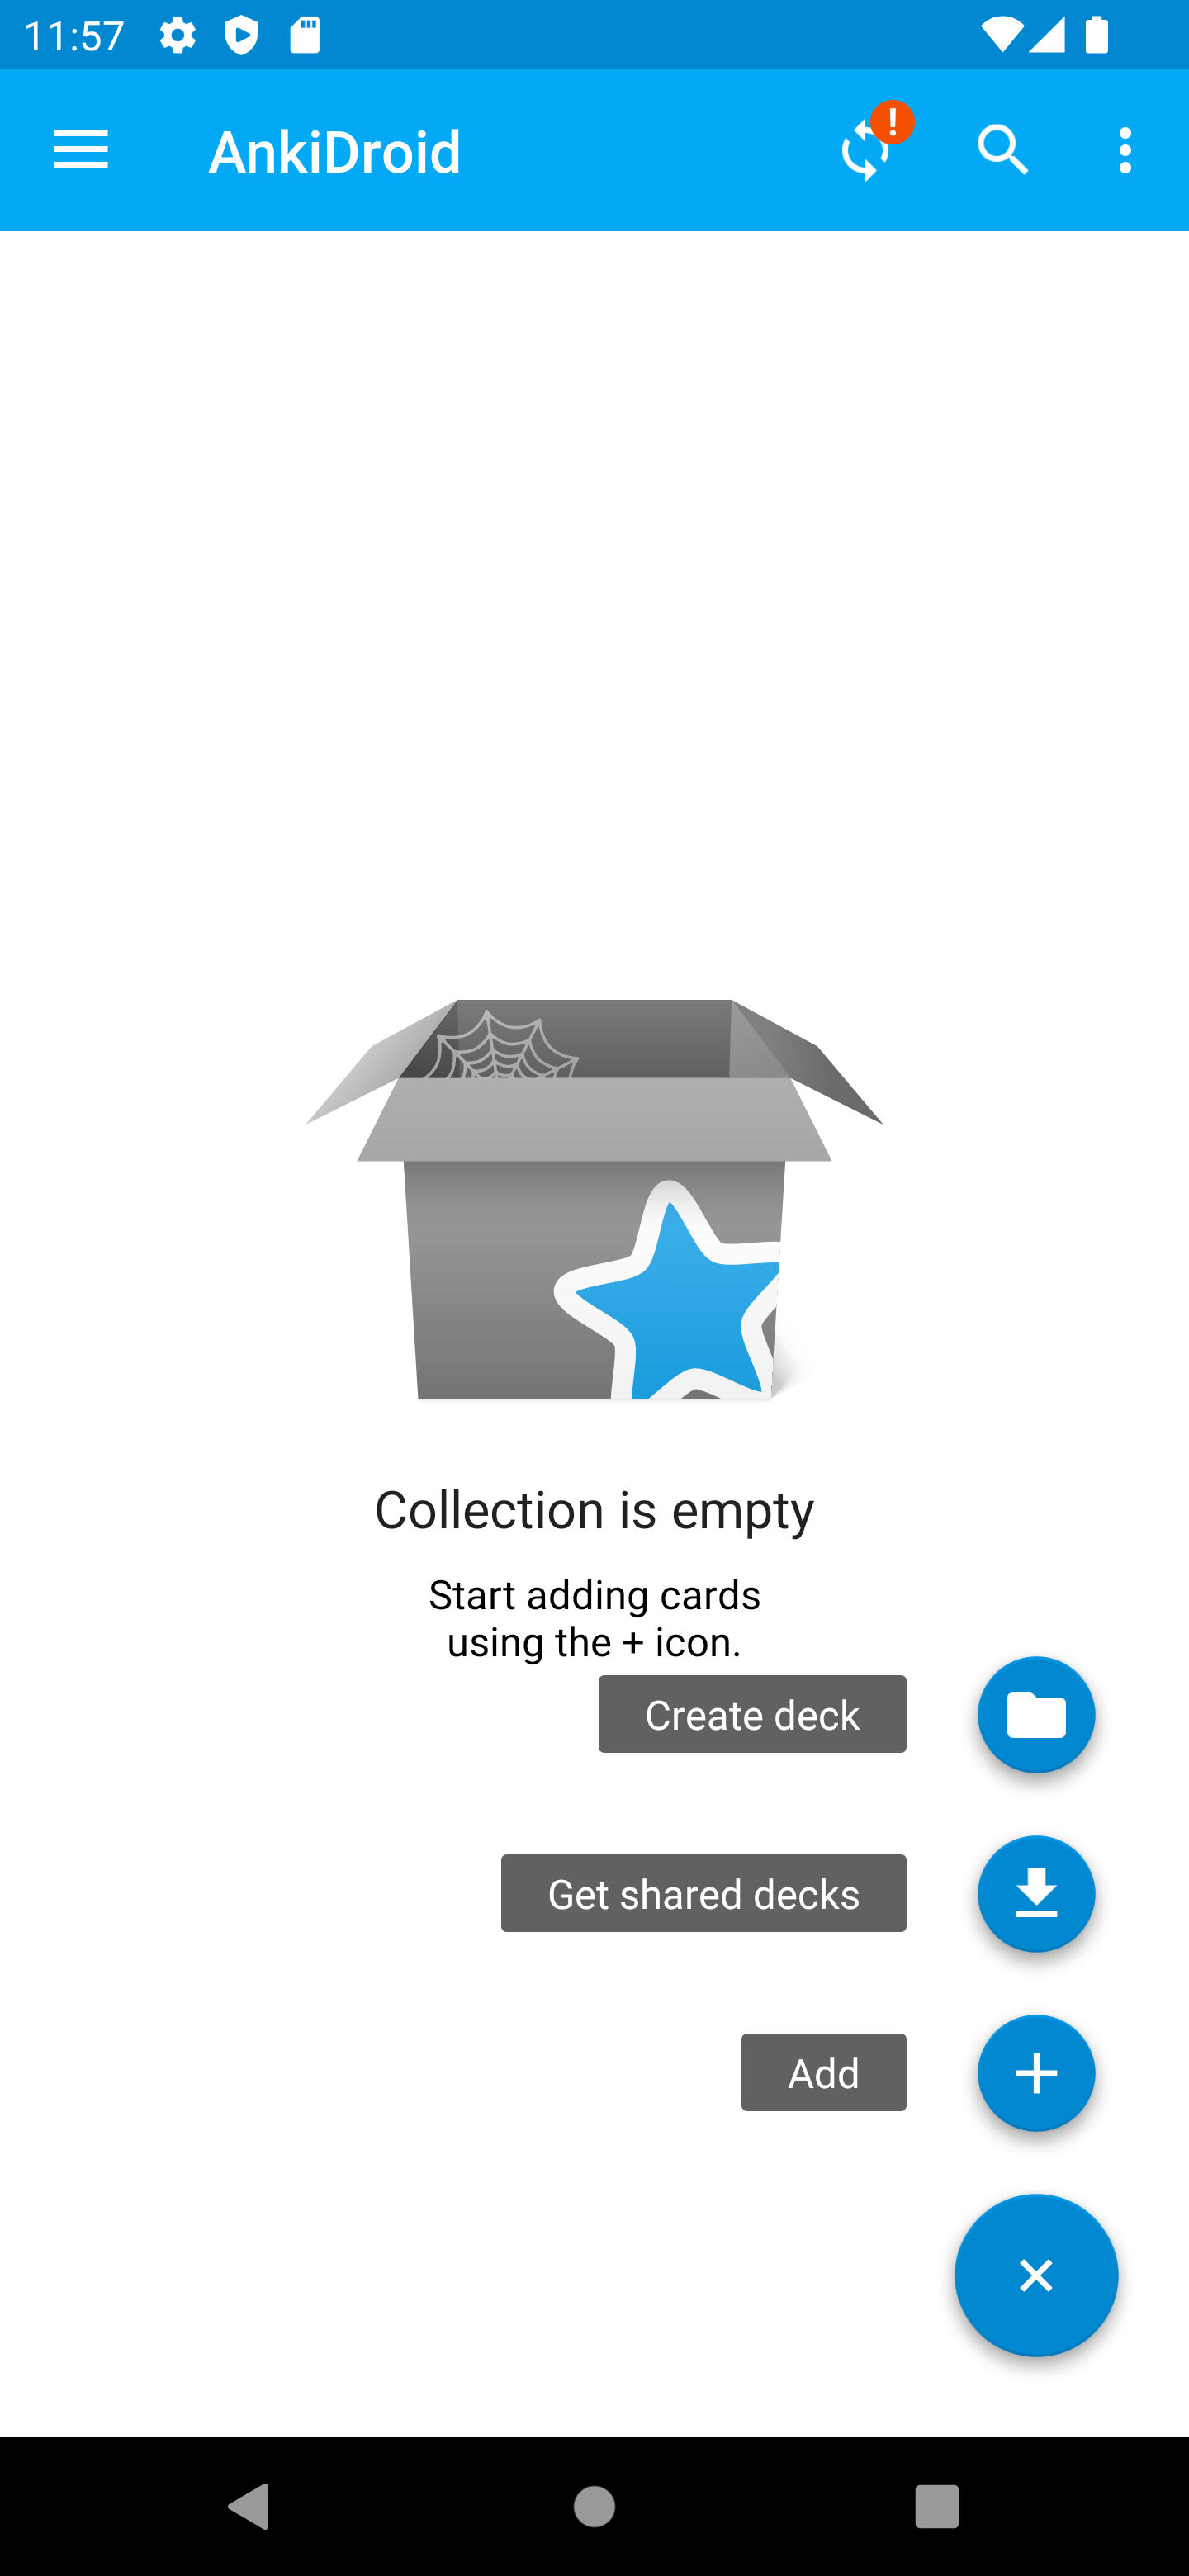 11:57
AnkiDroid
!
Collection is empty
Start adding cards
using the + icon.
Create deck
Get shared decks
Add